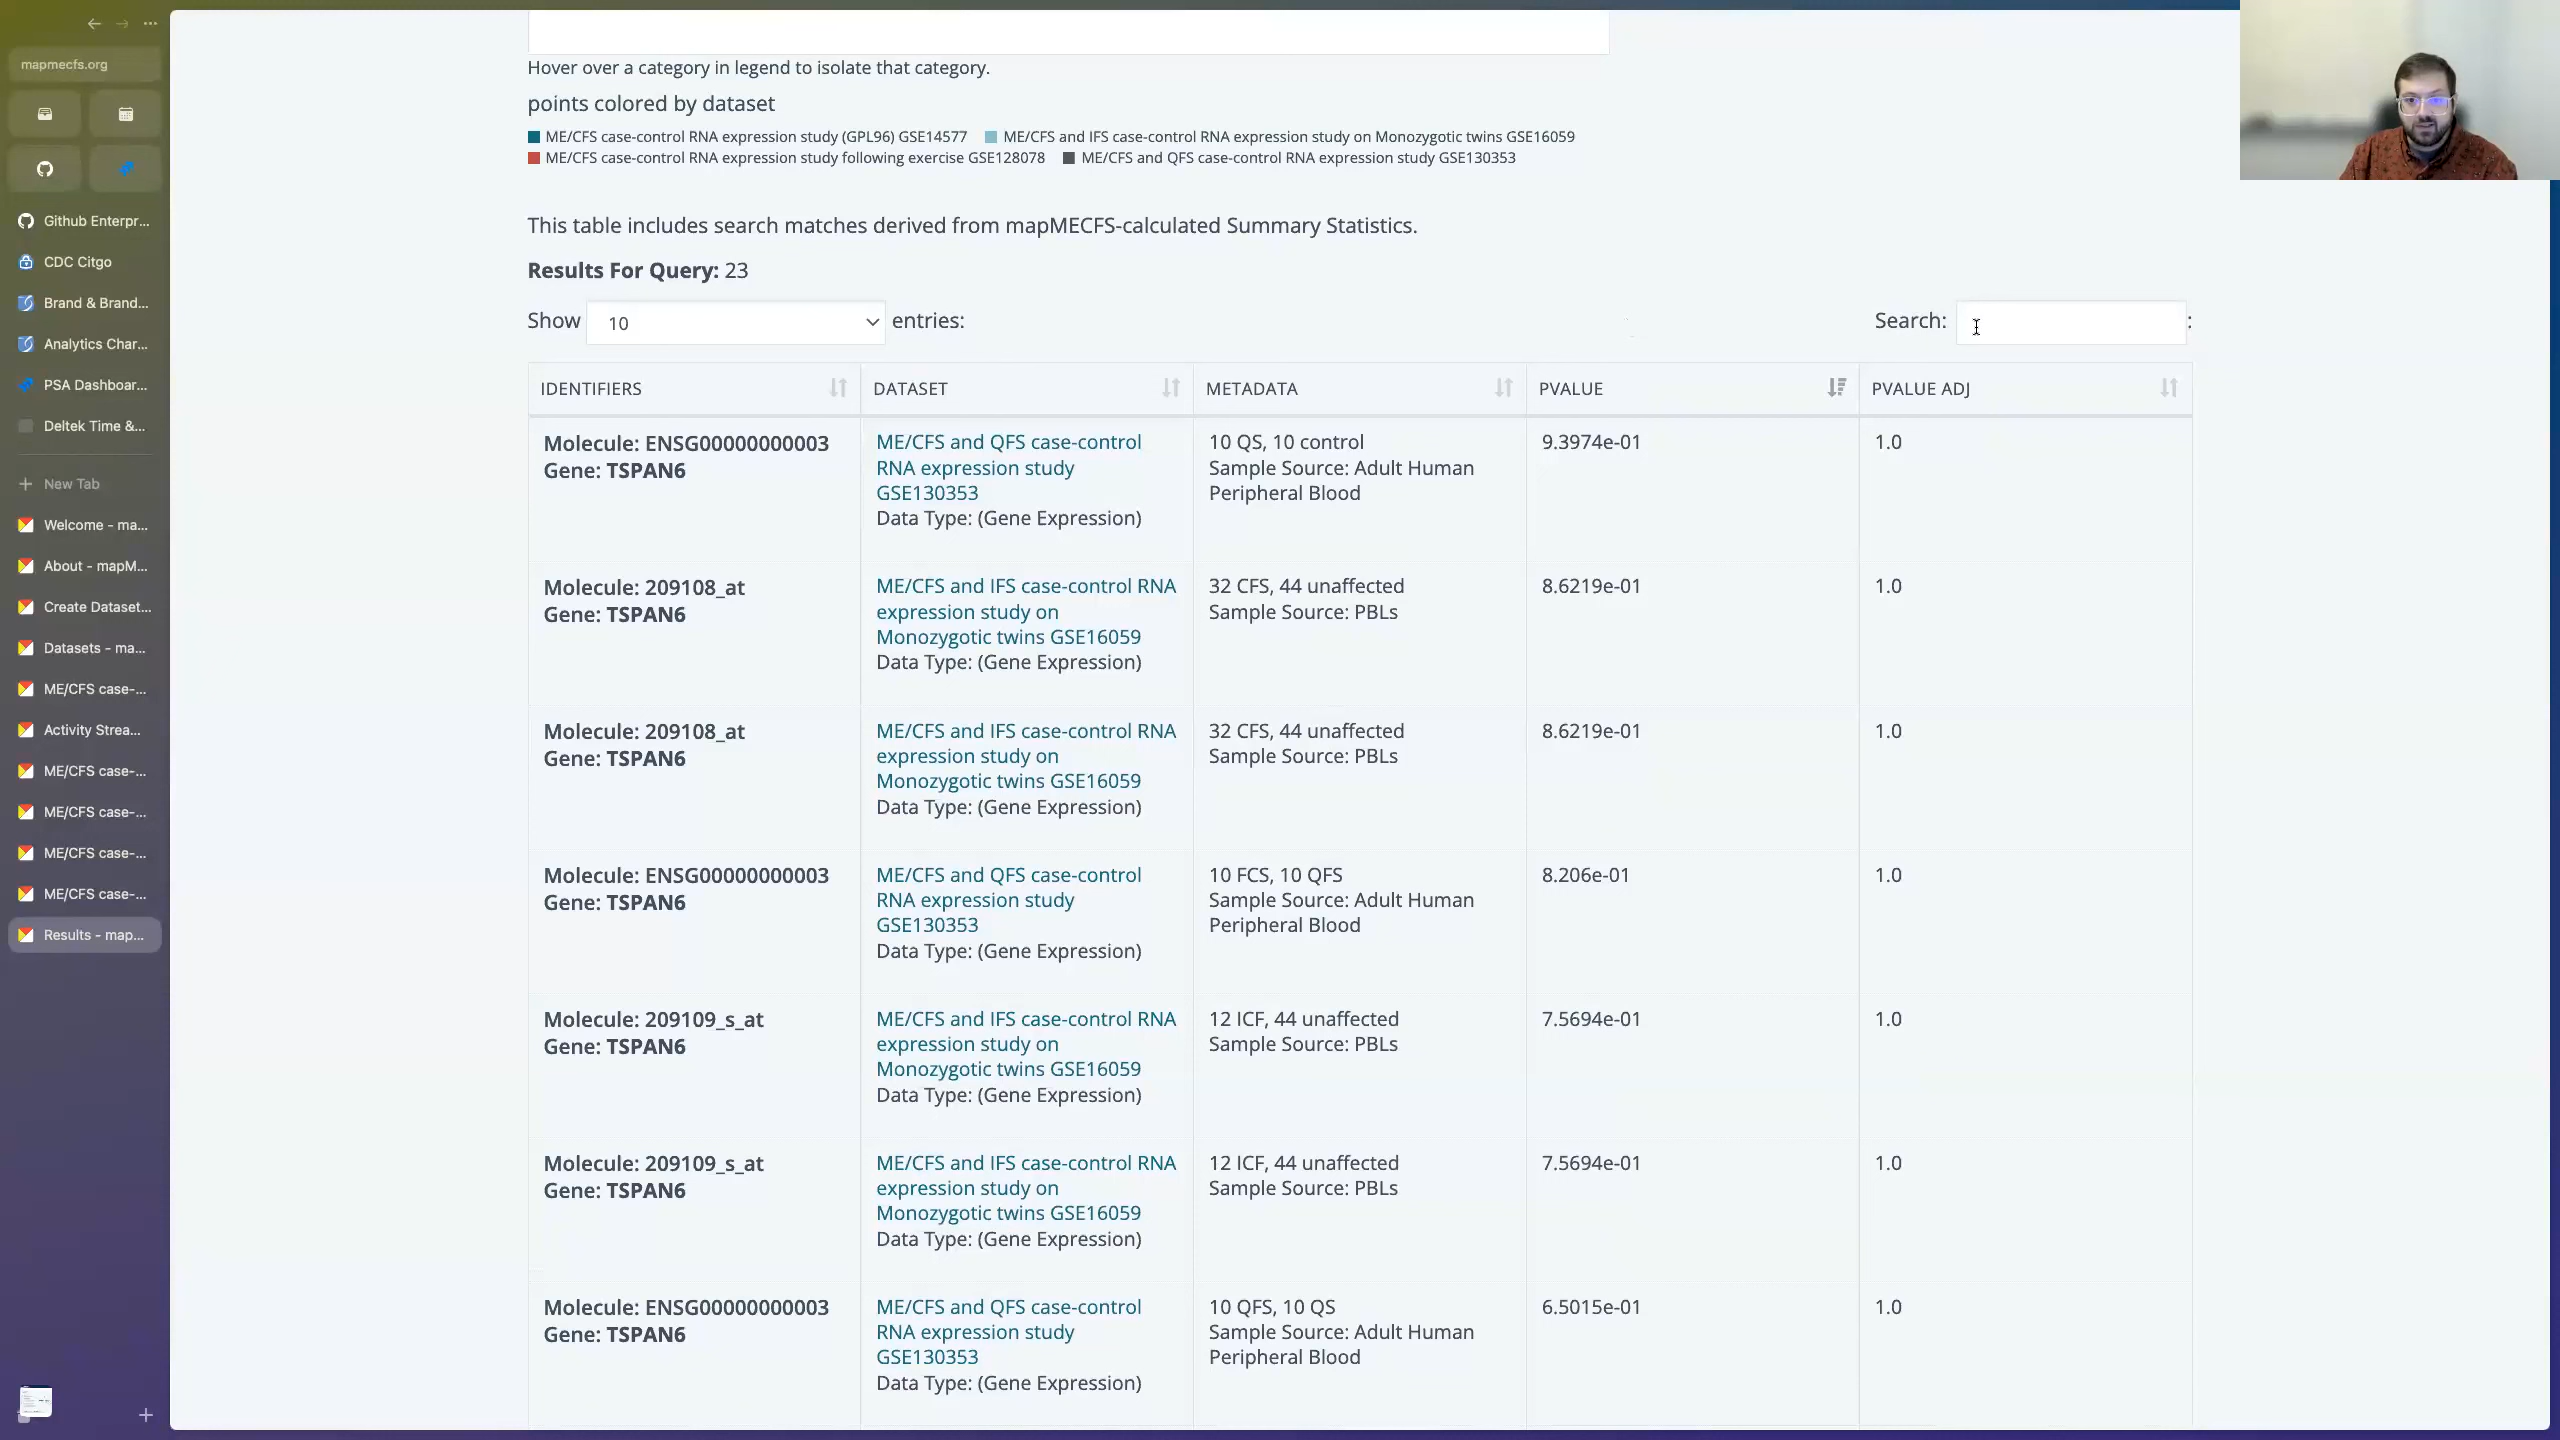 mapmecfs.org
Github Enterpr...
CDC Citgo
Brand & Brand...
Analytics Char...
PSA Dashboar...
Deltek Time &...
New Tab
Welcome - ma...
About - mapM...
Create Dataset...
Datasets - ma...
ME/CFS case-...
Activity Strea...
ME/CFS case-...
ME/CFS case-...
ME/CFS case-...
ME/CFS case-...
Results - map...
Hover over a category in legend to isolate that category.
points colored by dataset
ME/CFS case-control RNA expression study (GPL96) GSE14577 ME/CFS and IFS case-control RNA expression study on Monozygotic twins GSE16059
ME/CFS case-control RNA expression study following exercise GSE128078 ME/CFS and QFS case-control RNA expression study GSE130353
This table includes search matches derived from mapMECFS-calculated Summary Statistics.
Results For Query: 23
Show 10 entries: Search: :
IDENTIFIERS DATASET METADATA PVALUE PVALUE ADJ
Molecule: ENSG00000000003
Gene: TSPAN6
ME/CFS and QFS case-control
RNA expression study
GSE130353
Data Type: (Gene Expression)
10 QS, 10 control
Sample Source: Adult Human
Peripheral Blood
9.3974e-01
1.0
Molecule: 209108_at
Gene: TSPAN6
ME/CFS and IFS case-control RNA
expression study on
Monozygotic twins GSE16059
Data Type: (Gene Expression)
32 CFS, 44 unaffected
Sample Source: PBLs
8.6219e-01
1.0
Molecule: 209108_at
Gene: TSPAN6
ME/CFS and IFS case-control RNA
expression study on
Monozygotic twins GSE16059
Data Type: (Gene Expression)
32 CFS, 44 unaffected
Sample Source: PBLs
8.6219e-01
1.0
Molecule: ENSG00000000003
Gene: TSPAN6
ME/CFS and QFS case-control
RNA expression study
GSE130353
Data Type: (Gene Expression)
10 FCS, 10 QFS
Sample Source: Adult Human
Peripheral Blood
8.206e-01
1.0
Molecule: 209109_s_at
Gene: TSPAN6
ME/CFS and IFS case-control RNA
expression study on
Monozygotic twins GSE16059
Data Type: (Gene Expression)
12 ICF, 44 unaffected
Sample Source: PBLs
7.5694e-01
1.0
Molecule: 209109_s_at
Gene: TSPAN6
ME/CFS and IFS case-control RNA
expression study on
Monozygotic twins GSE16059
Data Type: (Gene Expression)
12 ICF, 44 unaffected
Sample Source: PBLs
7.5694e-01
1.0
Molecule: ENSG00000000003
Gene: TSPAN6
ME/CFS and QFS case-control
RNA expression study
GSE130353
Data Type: (Gene Expression)
10 QFS, 10 QS
Sample Source: Adult Human
Peripheral Blood
6.5015e-01
1.0